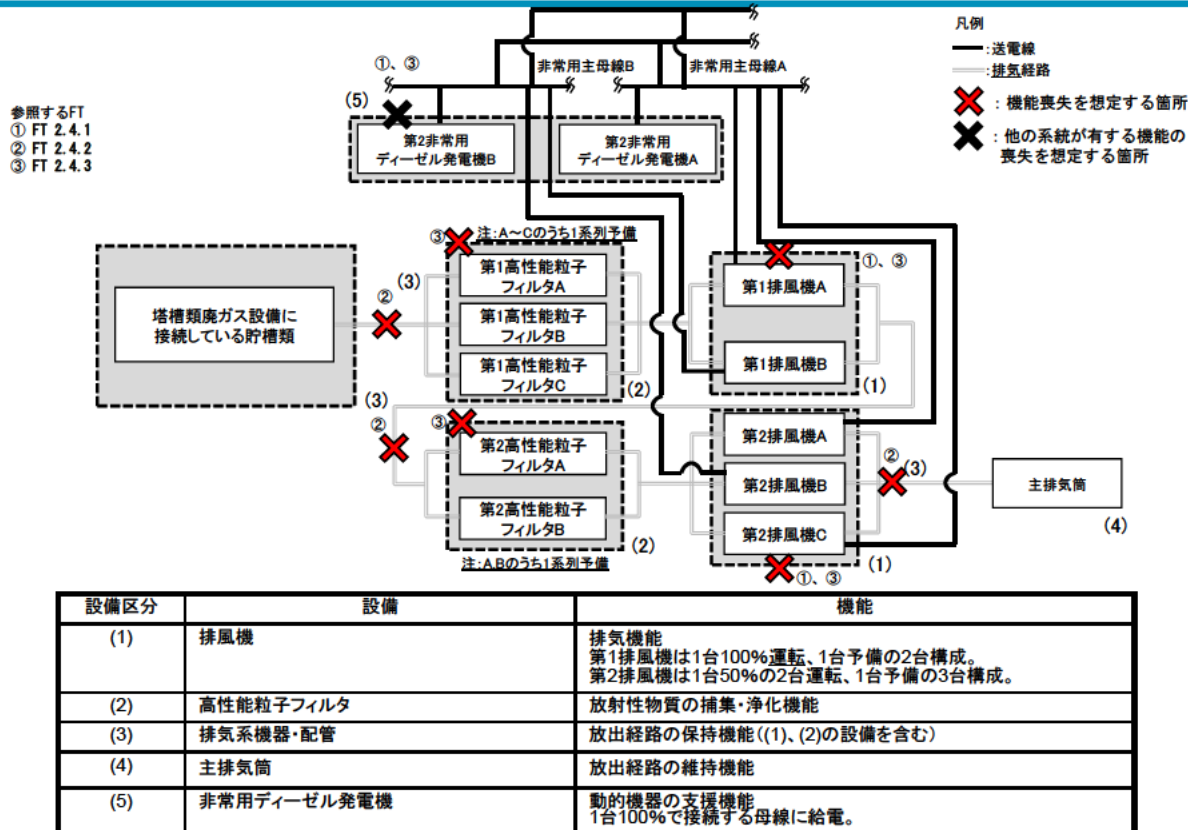 凡例
:送電線
:排気経路
:機能喪失を想定する箇所
:他の系統が有する機能の
喪失を想定する箇所
参照するFT
① FT 2.4.1
② FT 2.4.2
③ FT 2.4.3
①、③
非常用主母線B
非常用主母線A
(5)
第2非常用
ディーゼル発電機B
第2非常用
ディーゼル発電機A
③
注:A~Cのうち1系列予備
塔槽類廃ガス設備に
接続している貯槽類
②
(3)
第1高性能粒子
フィルタA
第1高性能粒子
フィルタB
第1高性能粒子
フィルタC
(2)
①、③
第1排風機A
第1排風機B
(1)
(3)
②
③
第2高性能粒子
フィルタA
第2高性能粒子
フィルタB
(2)
注:A,Bのうち1系列予備
第2排風機A
第2排風機B
第2排風機C
(1)
①、③
②
(3)
主排気筒
(4)
設備区分 設備 機能
(1) 排風機 排気機能
第1排風機は1台100%運転、1台予備の2台構成。
第2排風機は1台50%の2台運転、1台予備の3台構成。
(2) 高性能粒子フィルタ 放射性物質の捕集・浄化機能
(3) 排気系機器・配管 放出経路の保持機能((1)、(2)の設備を含む)
(4) 主排気筒 放出経路の維持機能
(5) 非常用ディーゼル発電機 動的機器の支援機能
1台100%で接続する母線に給電。